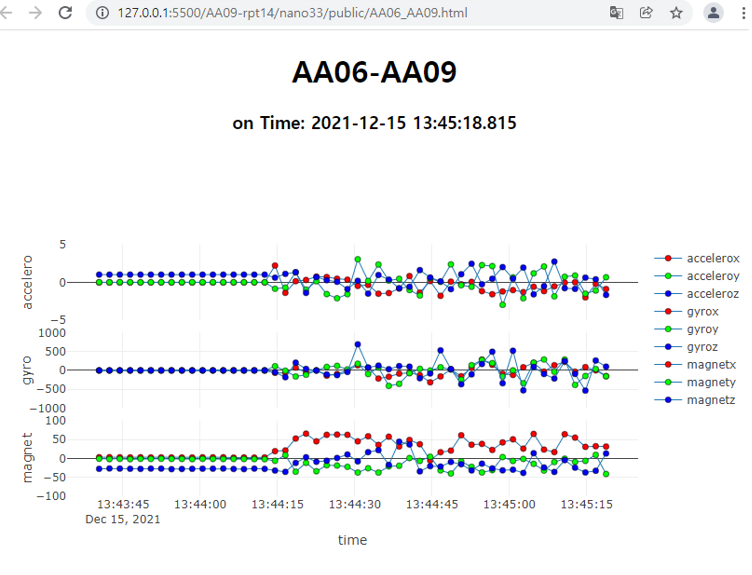 127.0.0.1:5500/AA09-rpt14/nano33/public/AA06_AA09.html
AA06-AA09
on Time: 2021-12-15 13:45:18.815
5
0
−5
accelero
1000
500
0
−500
−1000
gyro
100
50
0
−50
−100
magnet
13:43:45 13:44:00 13:44:15 13:44:30 13:44:45 13:45:00 13:45:15
Dec 15, 2021
time
accelerox
acceleroy
acceleroz
gyrox
gyroy
gyroz
magnetx
magnety
magnetz